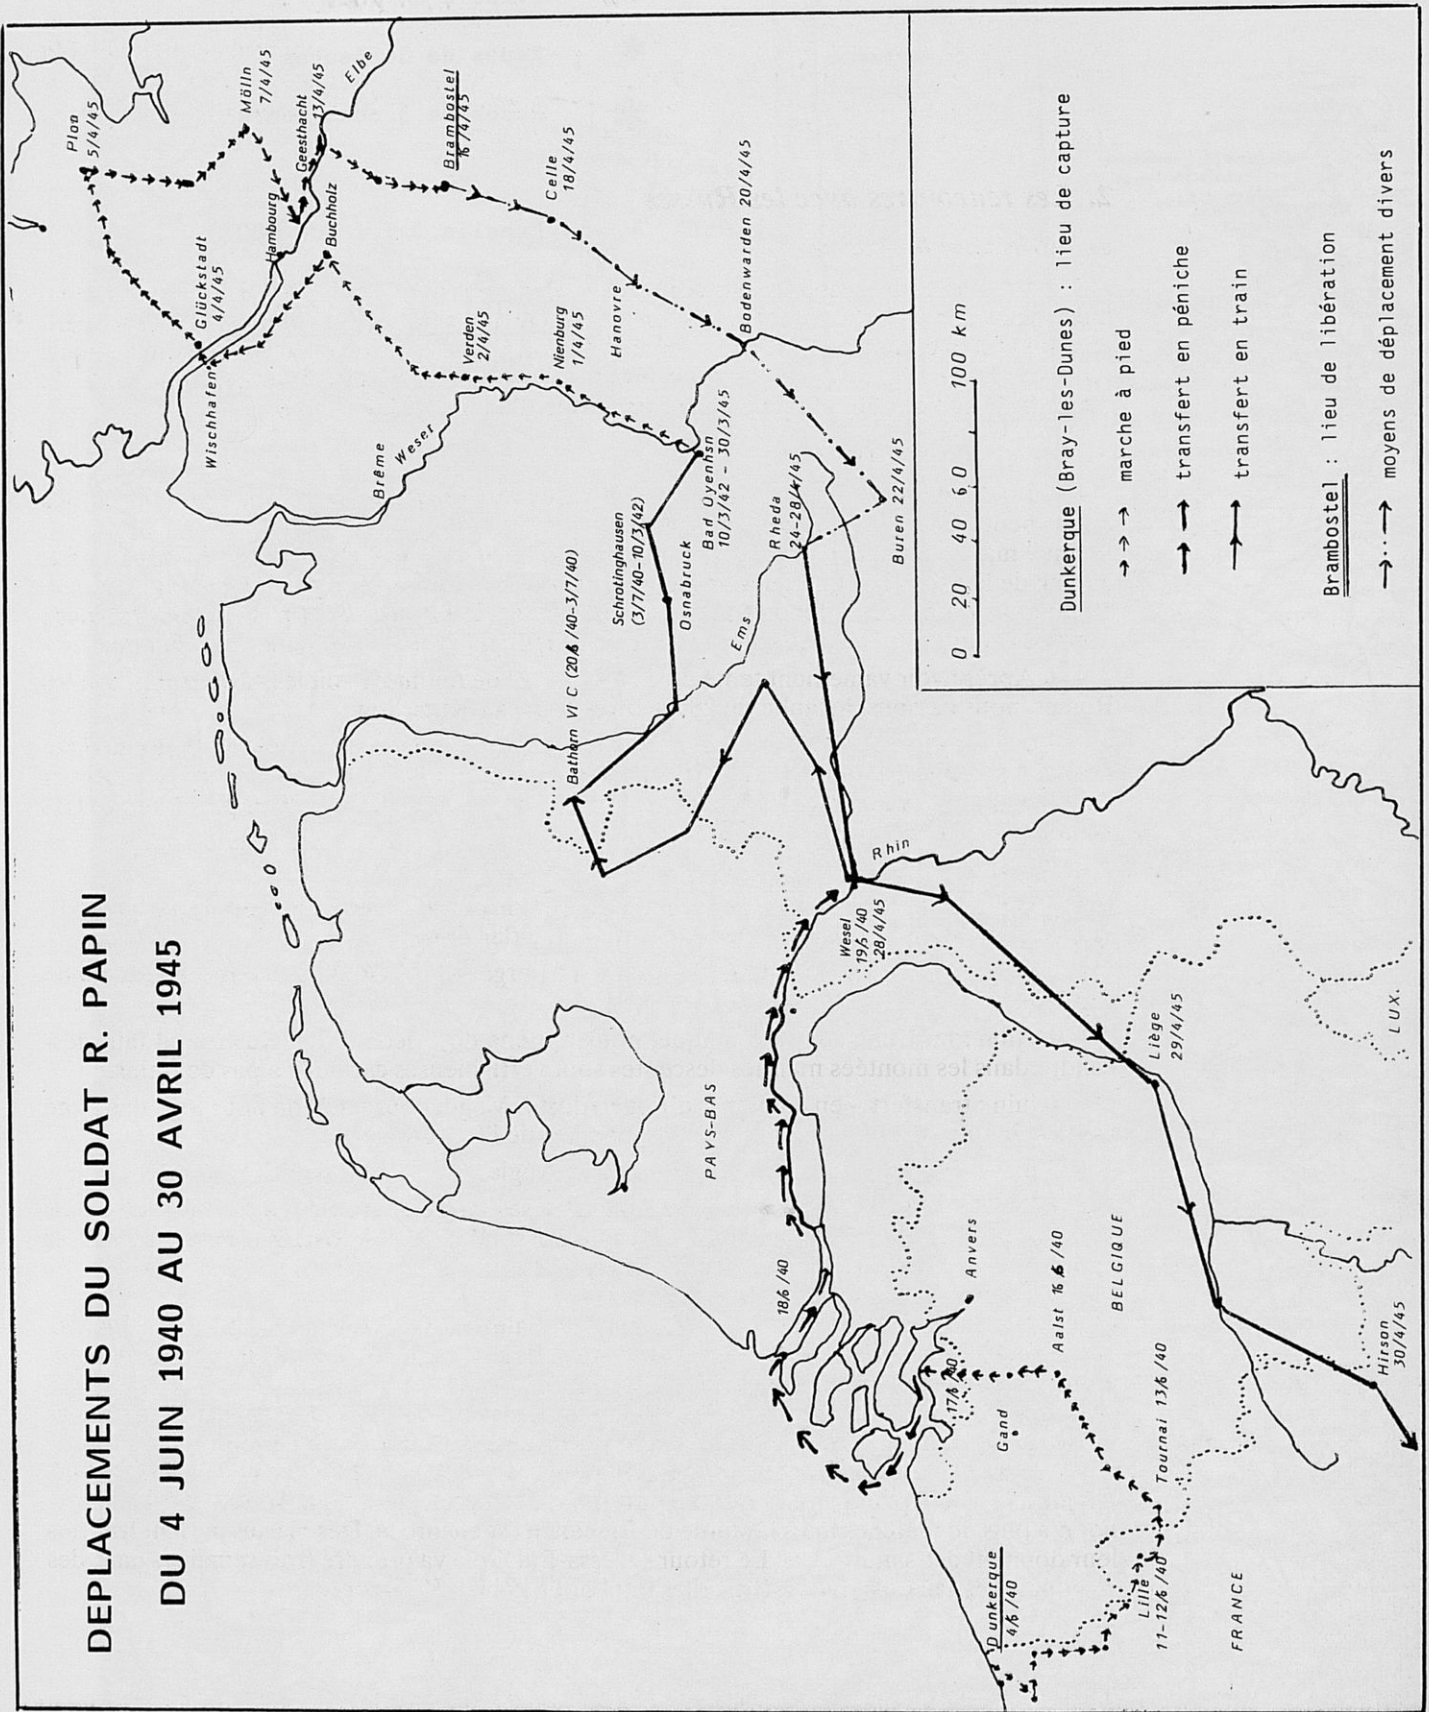 DEPLACEMENTS DU SOLDAT R. PAPIN
DU 4 JUIN 1940 AU 30 AVRIL 1945
Plon
5/4/45
Mölln
7/4/45
Geesthacht
13/4/45
Elbe
Brambostel
16/4/45
Hambourg
Buchholz
Glückstadt
4/4/45
Wischhafen
Celle
18/4/45
Verden
2/4/45
Nienburg
1/4/45
Hanovre
Bodenwarden 20/4/45
Brême
Weser
Bad Oyenhsn
10/3/42 - 30/3/45
Schrotinghausen
(3/7/40-10/3/42)
Osnabruck
Rheda
24-28/4/45
Buren 22/4/45
Bathorn VI C (20/6/40-3/7/40)
Ems
Rhin
Wesel
19/6/40
28/4/45
PAYS-BAS
Liège
29/4/45
LUX.
18/6/40
Anvers
Aalst 16/6/40
BELGIQUE
17/6/40
Gand
Tournai 13/6/40
Hirson
30/4/45
Dunkerque
4/6/40
Lille
11-12/6/40
FRANCE
0 20 40 60 100 km
Dunkerque (Bray-les-Dunes) : lieu de capture
marche à pied
transfert en péniche
transfert en train
Brambostel : lieu de libération
moyens de déplacement divers